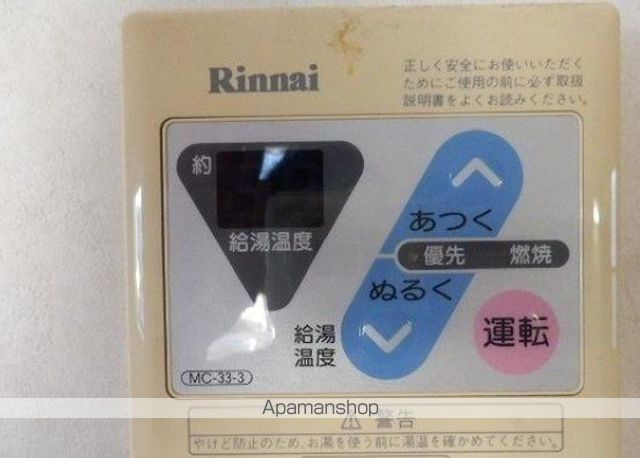 Rinnai
正しく安全にお使いいただく
ためにご使用の前に必ず取扱
説明書をよくお読みください。
約
給湯温度
あつく
優先 燃焼
ぬるく
給湯
温度
運転
MC-33-3
Apamanshop
警告
やけど防止のため、お湯を使う前に湯温を確かめてください。